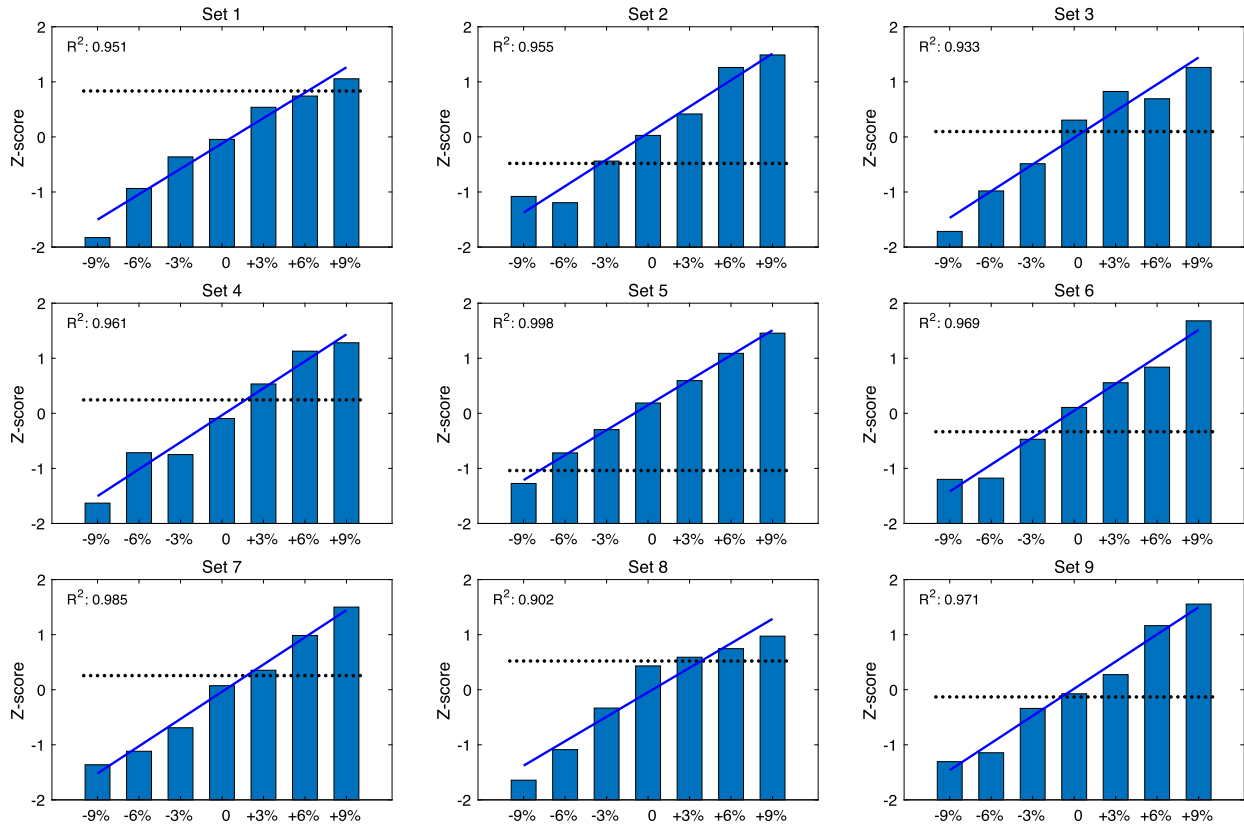 Set 1
R²: 0.951
Z-score
2
1
0
-1
-2
-9% -6% -3% 0 +3% +6% +9%
Set 2
R²: 0.955
Z-score
2
1
0
-1
-2
-9% -6% -3% 0 +3% +6% +9%
Set 3
R²: 0.933
Z-score
2
1
0
-1
-2
-9% -6% -3% 0 +3% +6% +9%
Set 4
R²: 0.961
Z-score
2
1
0
-1
-2
-9% -6% -3% 0 +3% +6% +9%
Set 5
R²: 0.998
Z-score
2
1
0
-1
-2
-9% -6% -3% 0 +3% +6% +9%
Set 6
R²: 0.969
Z-score
2
1
0
-1
-2
-9% -6% -3% 0 +3% +6% +9%
Set 7
R²: 0.985
Z-score
2
1
0
-1
-2
-9% -6% -3% 0 +3% +6% +9%
Set 8
R²: 0.902
Z-score
2
1
0
-1
-2
-9% -6% -3% 0 +3% +6% +9%
Set 9
R²: 0.971
Z-score
2
1
0
-1
-2
-9% -6% -3% 0 +3% +6% +9%